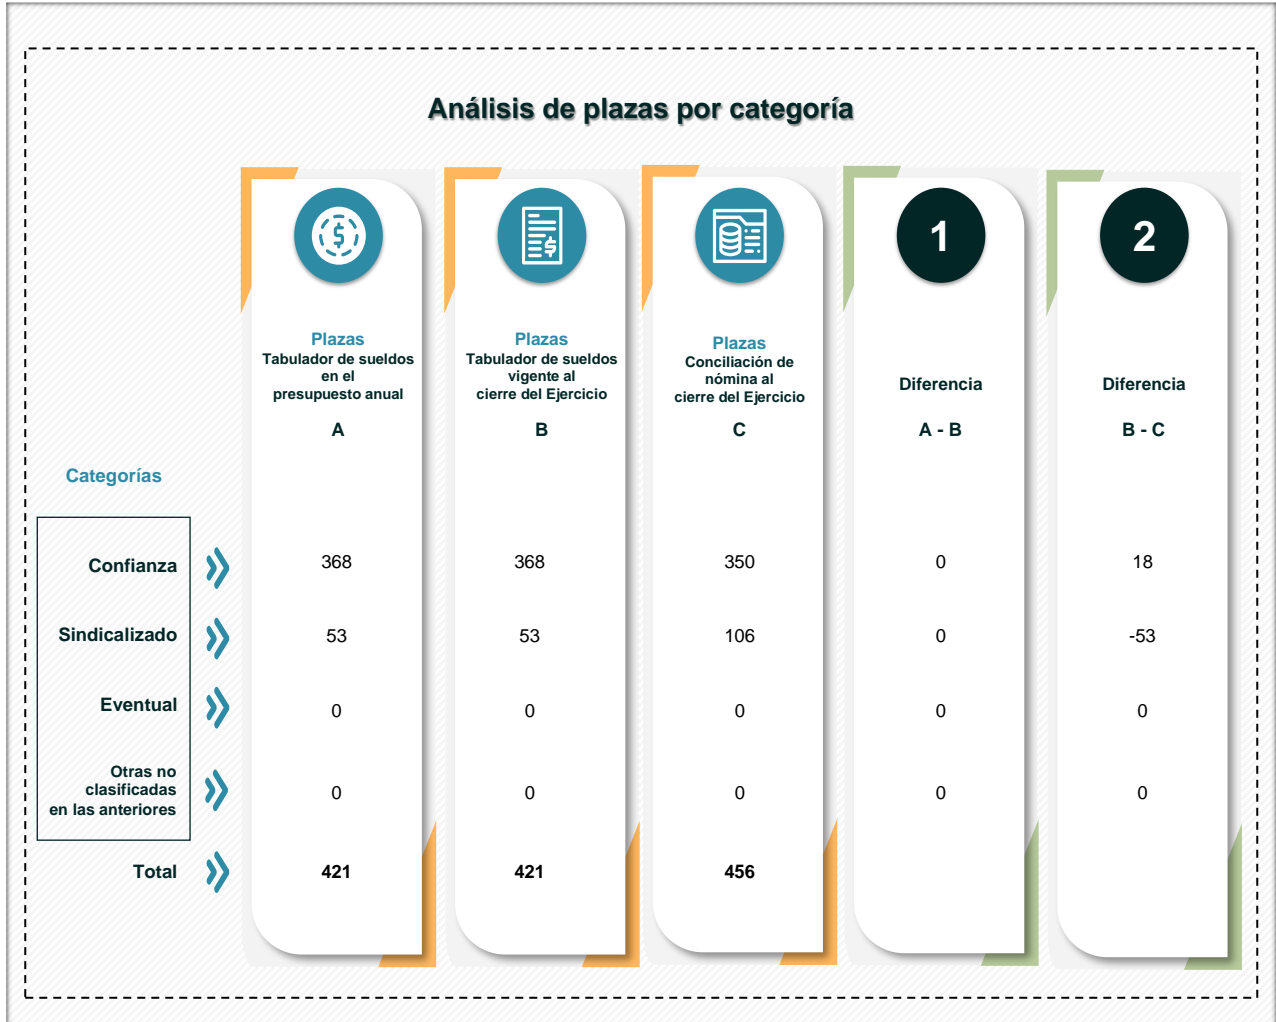 Análisis de plazas por categoría
1
2
Plazas
Tabulador de sueldos
en el
presupuesto anual
A
Plazas
Tabulador de sueldos
vigente al
cierre del Ejercicio
B
Plazas
Conciliación de
nómina al
cierre del Ejercicio
C
Diferencia
A - B
Diferencia
B - C
Categorías
Confianza 368 368 350 0 18
Sindicalizado 53 53 106 0 -53
Eventual 0 0 0 0 0
Otras no
clasificadas
en las anteriores 0 0 0 0 0
Total 421 421 456